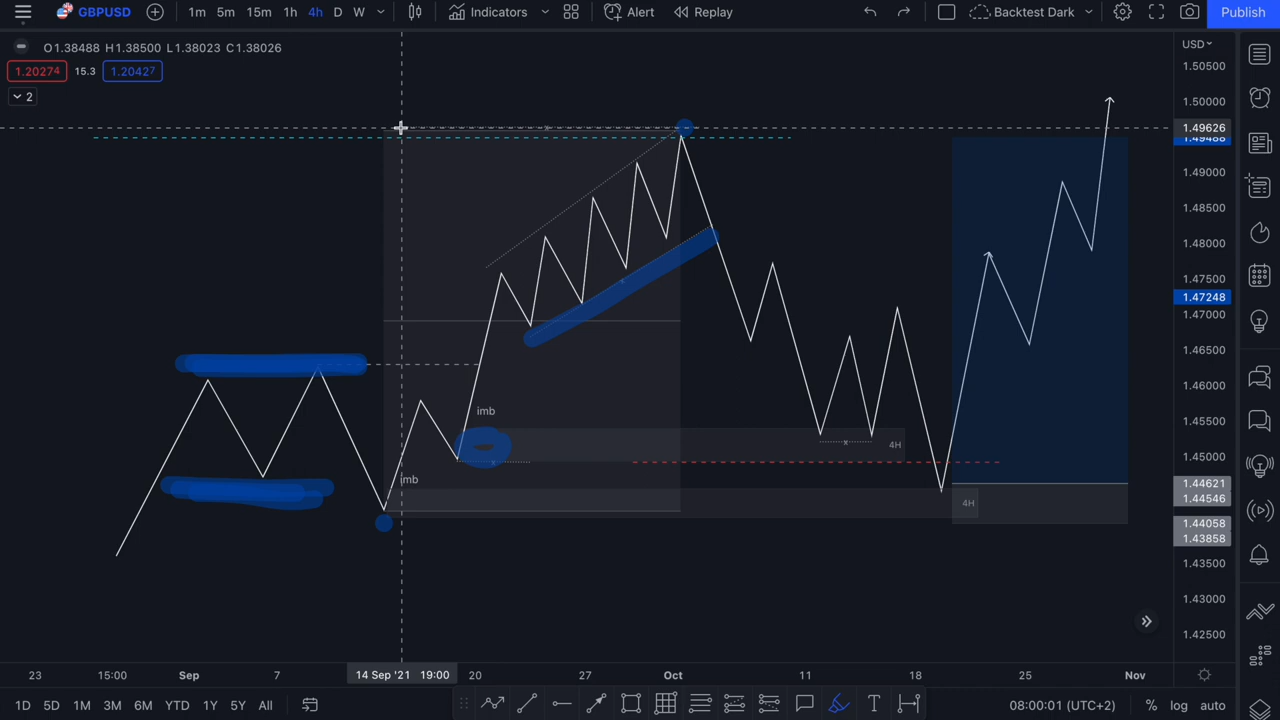 GBPUSD 1m 5m 15m 1h 4h D W Indicators Alert Replay Backtest Dark Publish
O1.38488 H1.38500 L1.38023 C1.38026
USD
1.20274 15.3 1.20427
2
1.50500
1.50000
1.49626
1.49488
1.49000
1.48500
1.48000
1.47500
1.47248
1.47000
1.46500
1.46000
1.45500
1.45000
1.44621
1.44546
1.44058
1.43858
1.43500
1.43000
1.42500
imb
4H
imb
4H
23 15:00 Sep 7 14 Sep '21 19:00 20 27 Oct 11 18 25 Nov
1D 5D 1M 3M 6M YTD 1Y 5Y All T 08:00:01 (UTC+2) % log auto